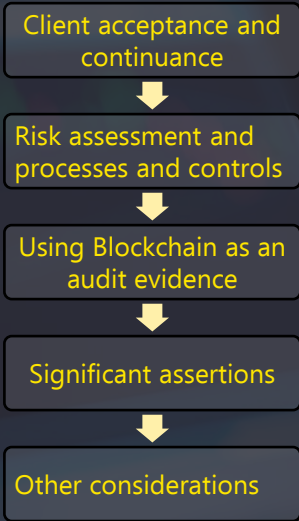 Client acceptance and
continuance
Risk assessment and
processes and controls
Using Blockchain as an
audit evidence
Significant assertions
Other considerations